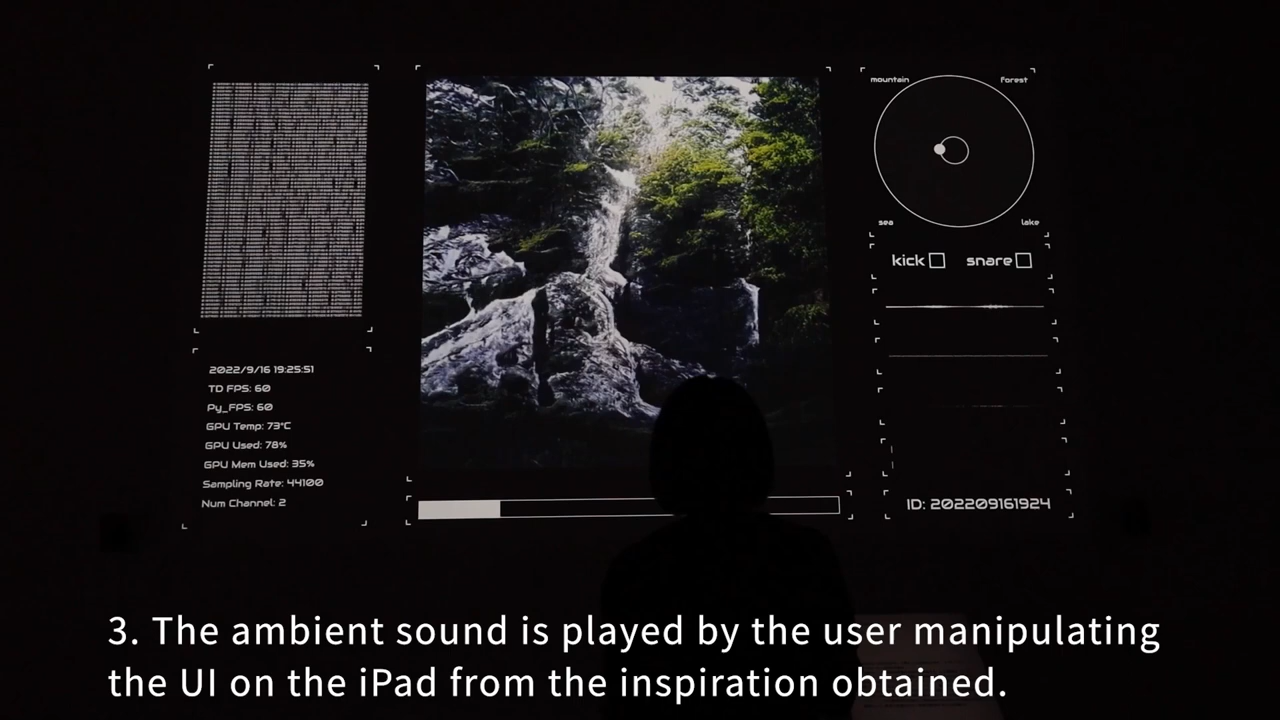 2022/9/16 19:25:51
TD FPS: 60
Py_FPS: 60
GPU Temp: 73°C
GPU Used: 78%
GPU Mem Used: 35%
Sampling Rate: 44100
Num Channel: 2
mountain
forest
sea
lake
kick
snare
ID: 202209161924
3. The ambient sound is played by the user manipulating
the UI on the iPad from the inspiration obtained.